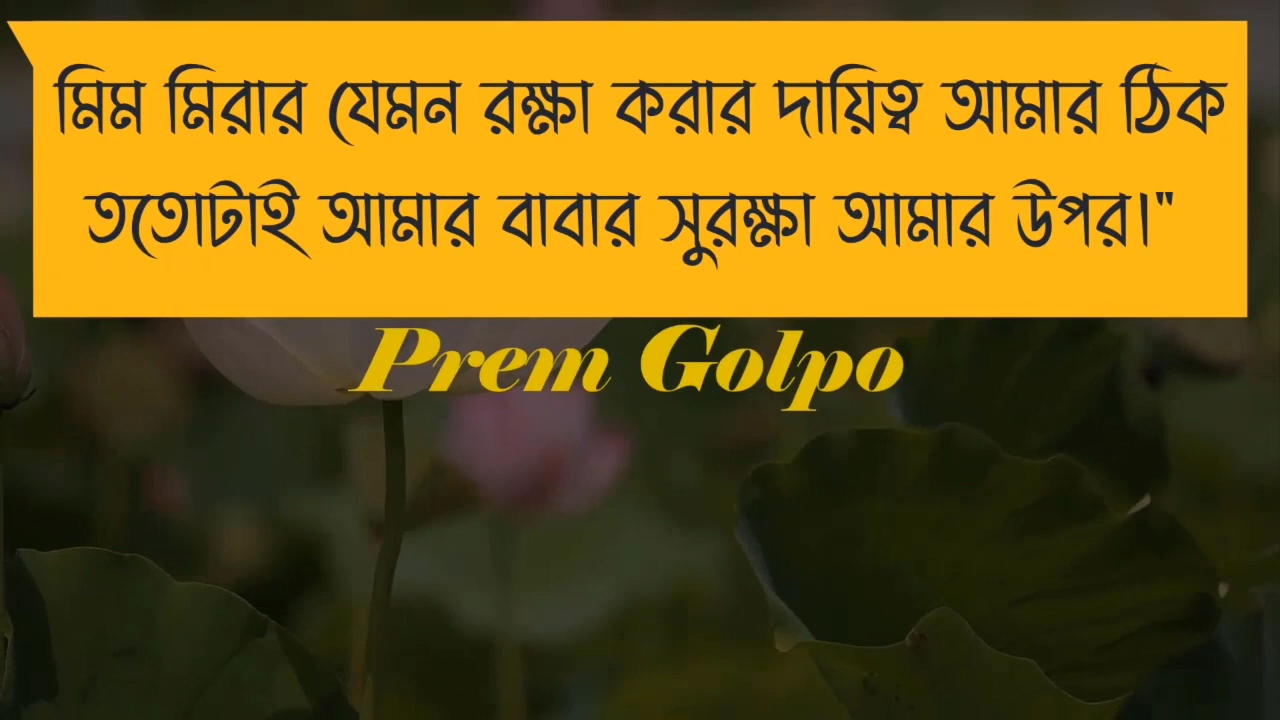 মিম মিরার যেমন রক্ষা করার দায়িত্ব আমার ঠিক
ততোটাই আমার বাবার সুরক্ষা আমার উপর।"
Prem Golpo